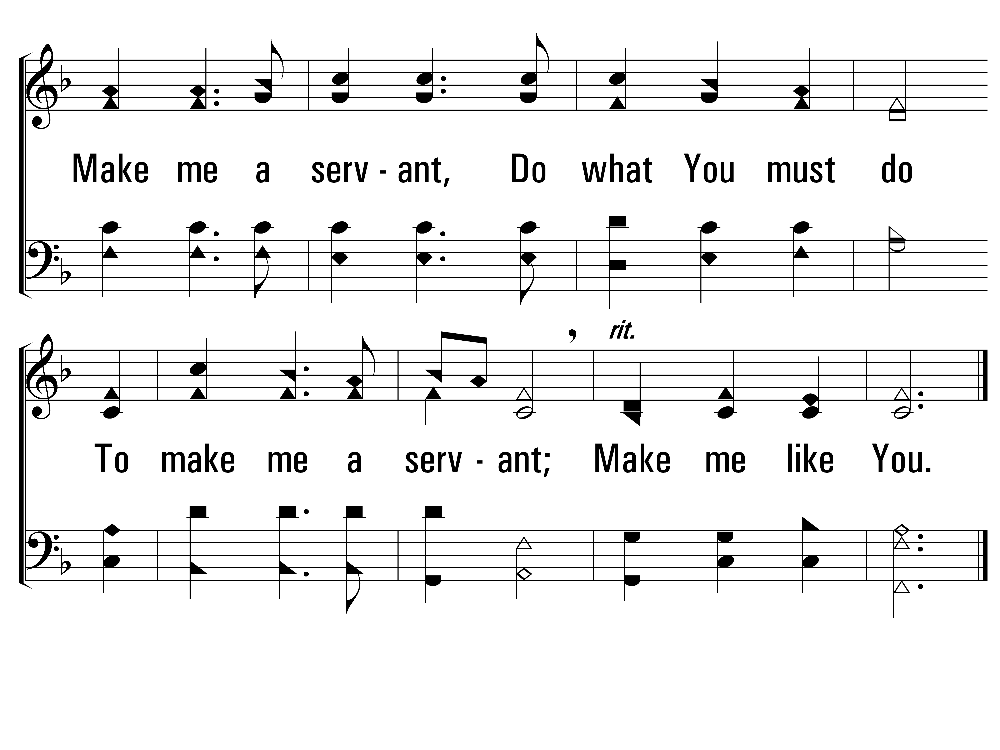 Make me a serv - ant, Do what You must do
rit.
To make me a serv - ant; Make me like You.